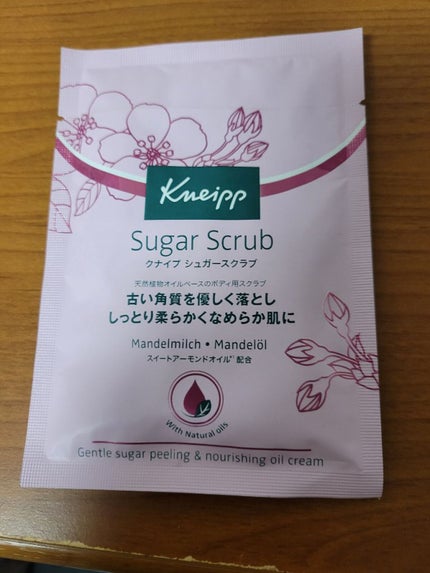 Kneipp
Sugar Scrub
クナイプ シュガースクラブ
天然植物オイルベースのボディ用スクラブ
古い角質を優しく落とし
しっとり柔らかくなめらか肌に
Mandelmilch • Mandelöl
スイートアーモンドオイル*¹ 配合
With Natural oils
Gentle sugar peeling & nourishing oil cream